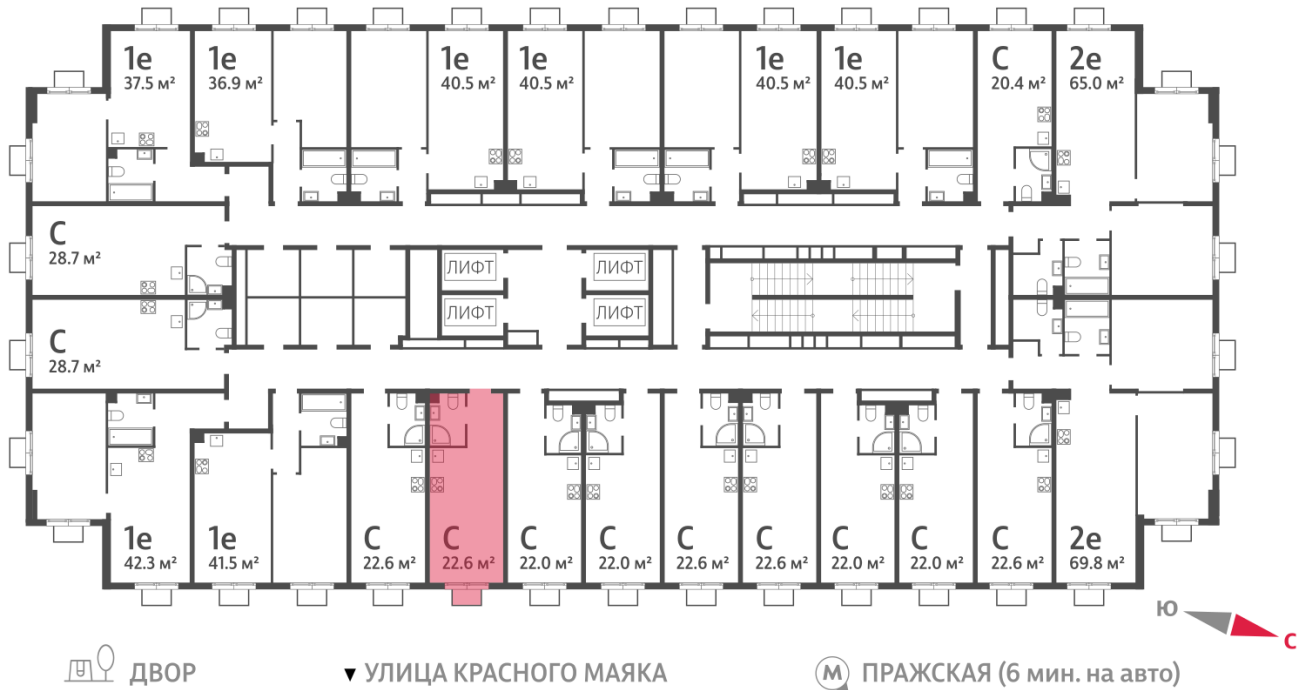 1е 1е 1е 1е 1е 1е С 2е
37.5 м² 36.9 м² 40.5 м² 40.5 м² 40.5 м² 40.5 м² 20.4 м² 65.0 м²
С
28.7 м²
ЛИФТ ЛИФТ
ЛИФТ ЛИФТ
С
28.7 м²
1е 1е С С С С С С С С С 2е
42.3 м² 41.5 м² 22.6 м² 22.6 м² 22.0 м² 22.0 м² 22.6 м² 22.6 м² 22.0 м² 22.0 м² 22.6 м² 69.8 м²
Ю
С
ДВОР ▼ УЛИЦА КРАСНОГО МАЯКА М ПРАЖСКАЯ (6 мин. на авто)